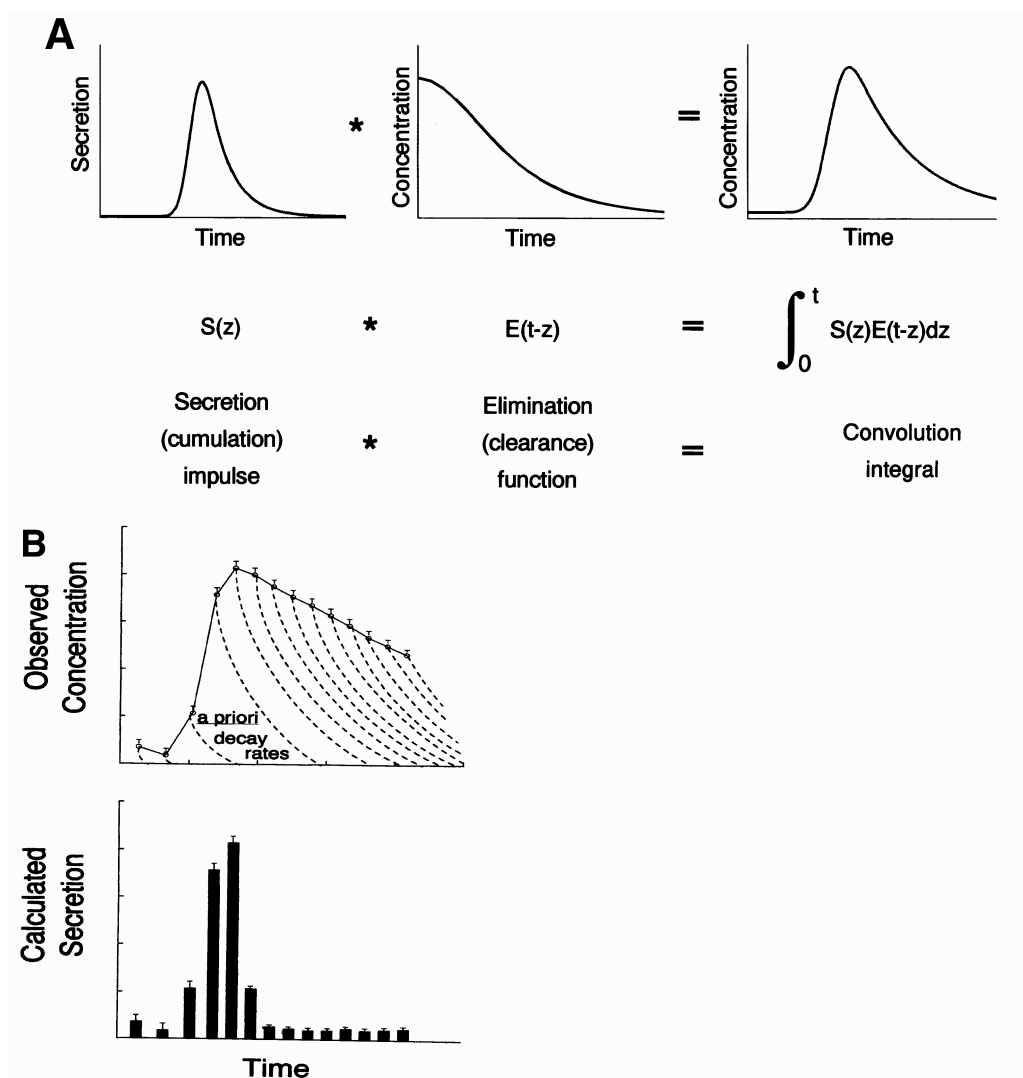 A
Secretion
Time
*
Concentration
Time
=
Concentration
Time
S(z) * E(t-z) = ∫₀ᵗ S(z)E(t-z)dz
Secretion
(cumulation)
impulse
*
Elimination
(clearance)
function
=
Convolution
integral
B
Observed
Concentration
a priori
decay
rates
Calculated
Secretion
Time